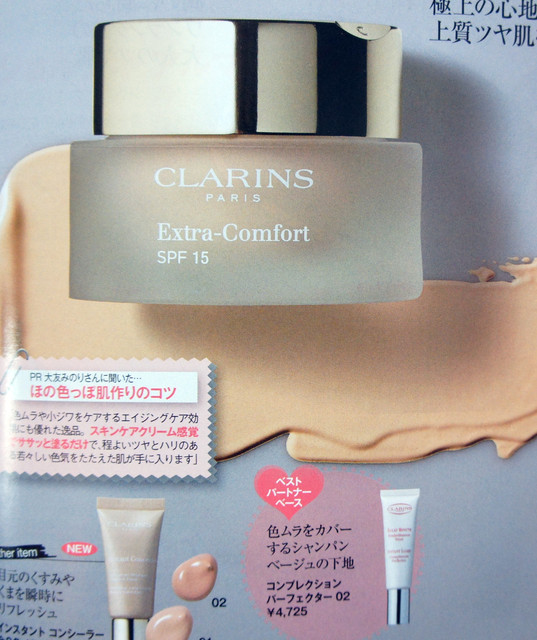 極上の心地
上質ツヤ肌
CLARINS
PARIS
Extra-Comfort
SPF 15
PR 大友みのりさんに聞いた…
ほの色っぽ肌作りのコツ
色ムラや小ジワをケアするエイジングケア効
にも優れた逸品。スキンケアクリーム感覚
でササッと塗るだけで、程よいツヤとハリのあ
る若々しい色気をたたえた肌が手に入ります」
ベスト
パートナー
ベース
色ムラをカバー
するシャンパン
ベージュの下地
コンプレクション
パーフェクター 02
¥4,725
CLARINS
CLARINS
ther item
NEW
目元のくすみや
くまを瞬時に
リフレッシュ
インスタント コンシーラー
02
01